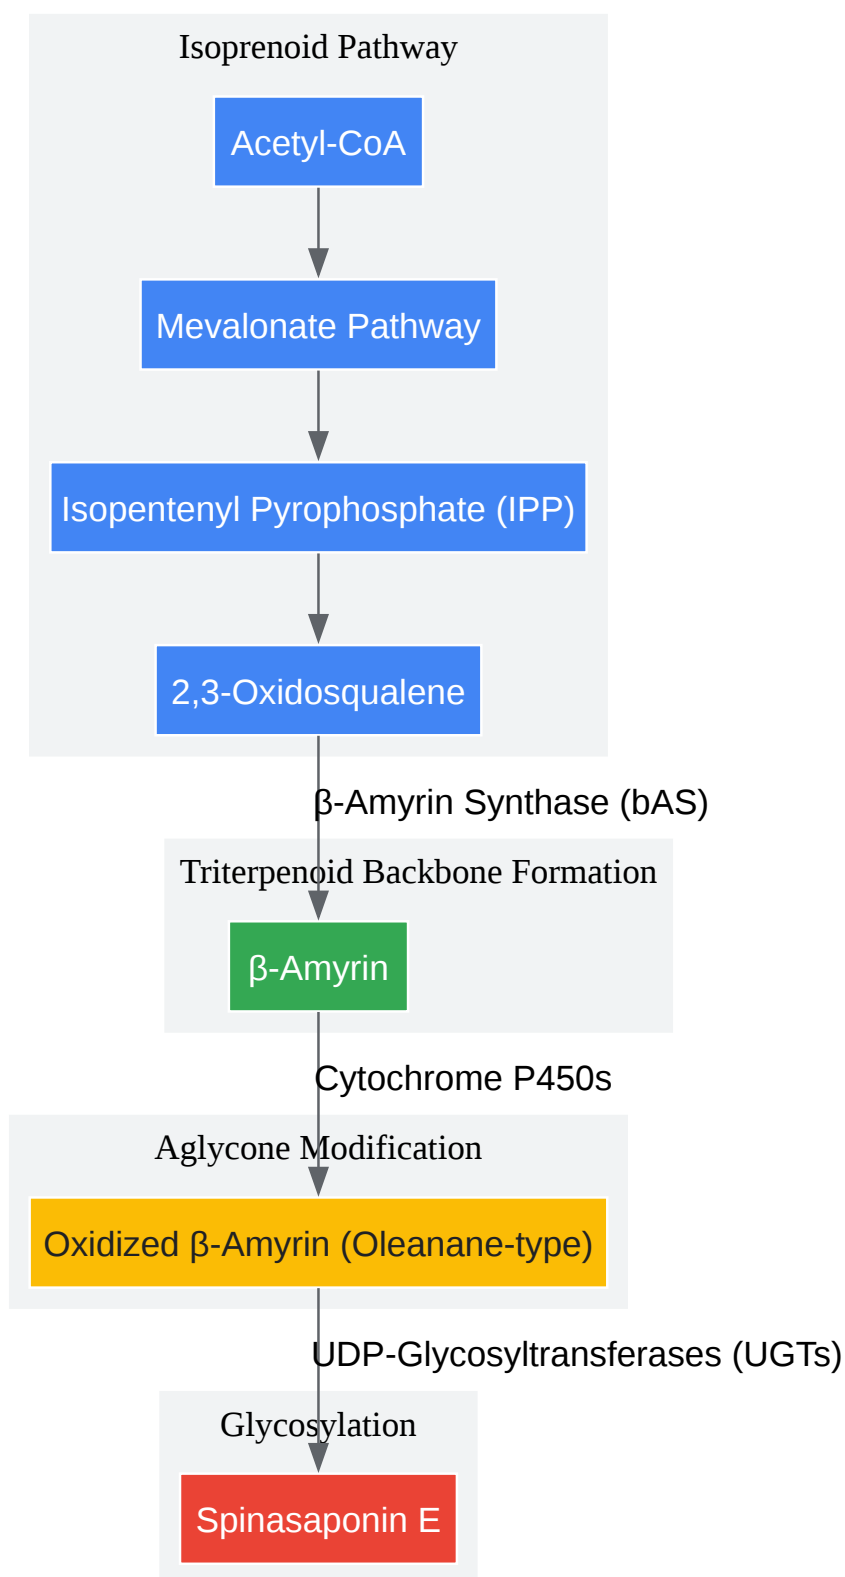 Isoprenoid Pathway
Acetyl-CoA
Mevalonate Pathway
Isopentenyl Pyrophosphate (IPP)
2,3-Oxidosqualene
β-Amyrin Synthase (bAS)
Triterpenoid Backbone Formation
β-Amyrin
Cytochrome P450s
Aglycone Modification
Oxidized β-Amyrin (Oleanane-type)
UDP-Glycosyltransferases (UGTs)
Glycosylation
Spinasaponin E